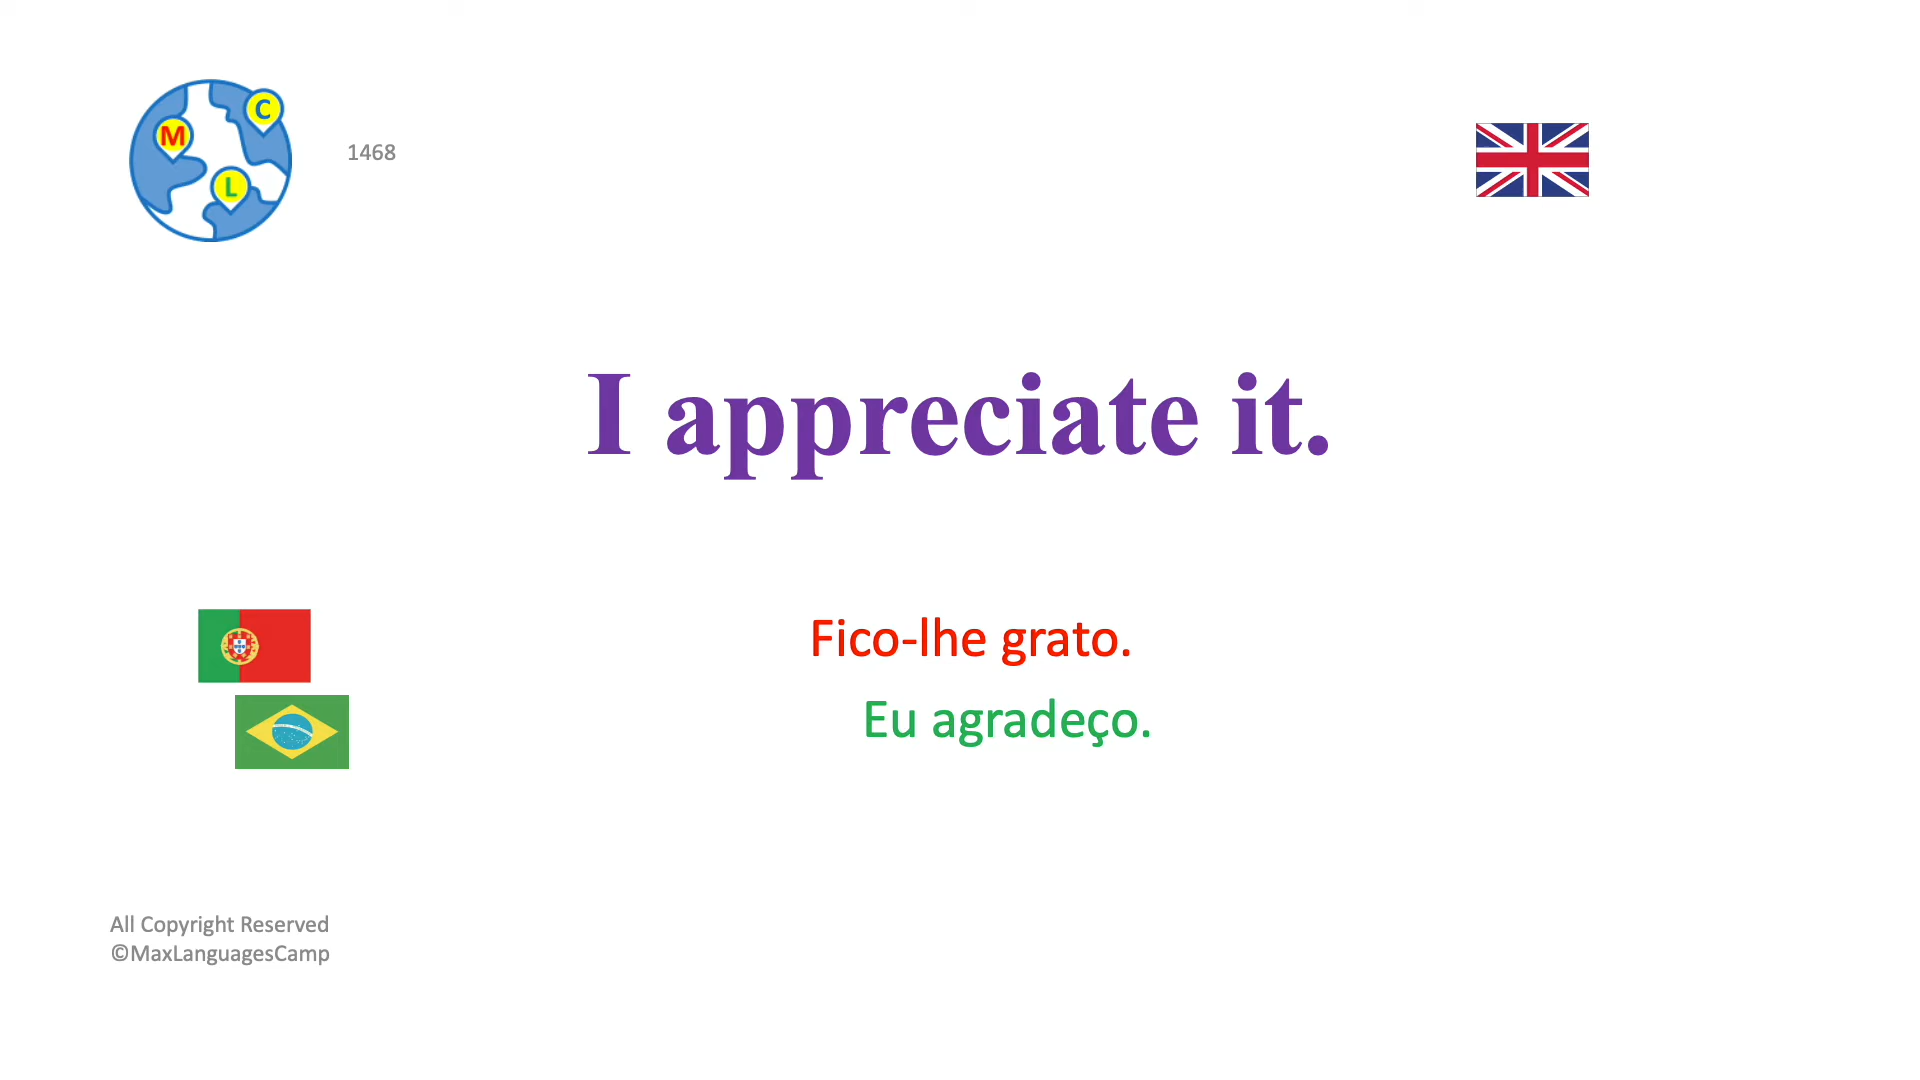 C
M
L
1468
I appreciate it.
Fico-lhe grato.
Eu agradeço.
All Copyright Reserved
©MaxLanguagesCamp